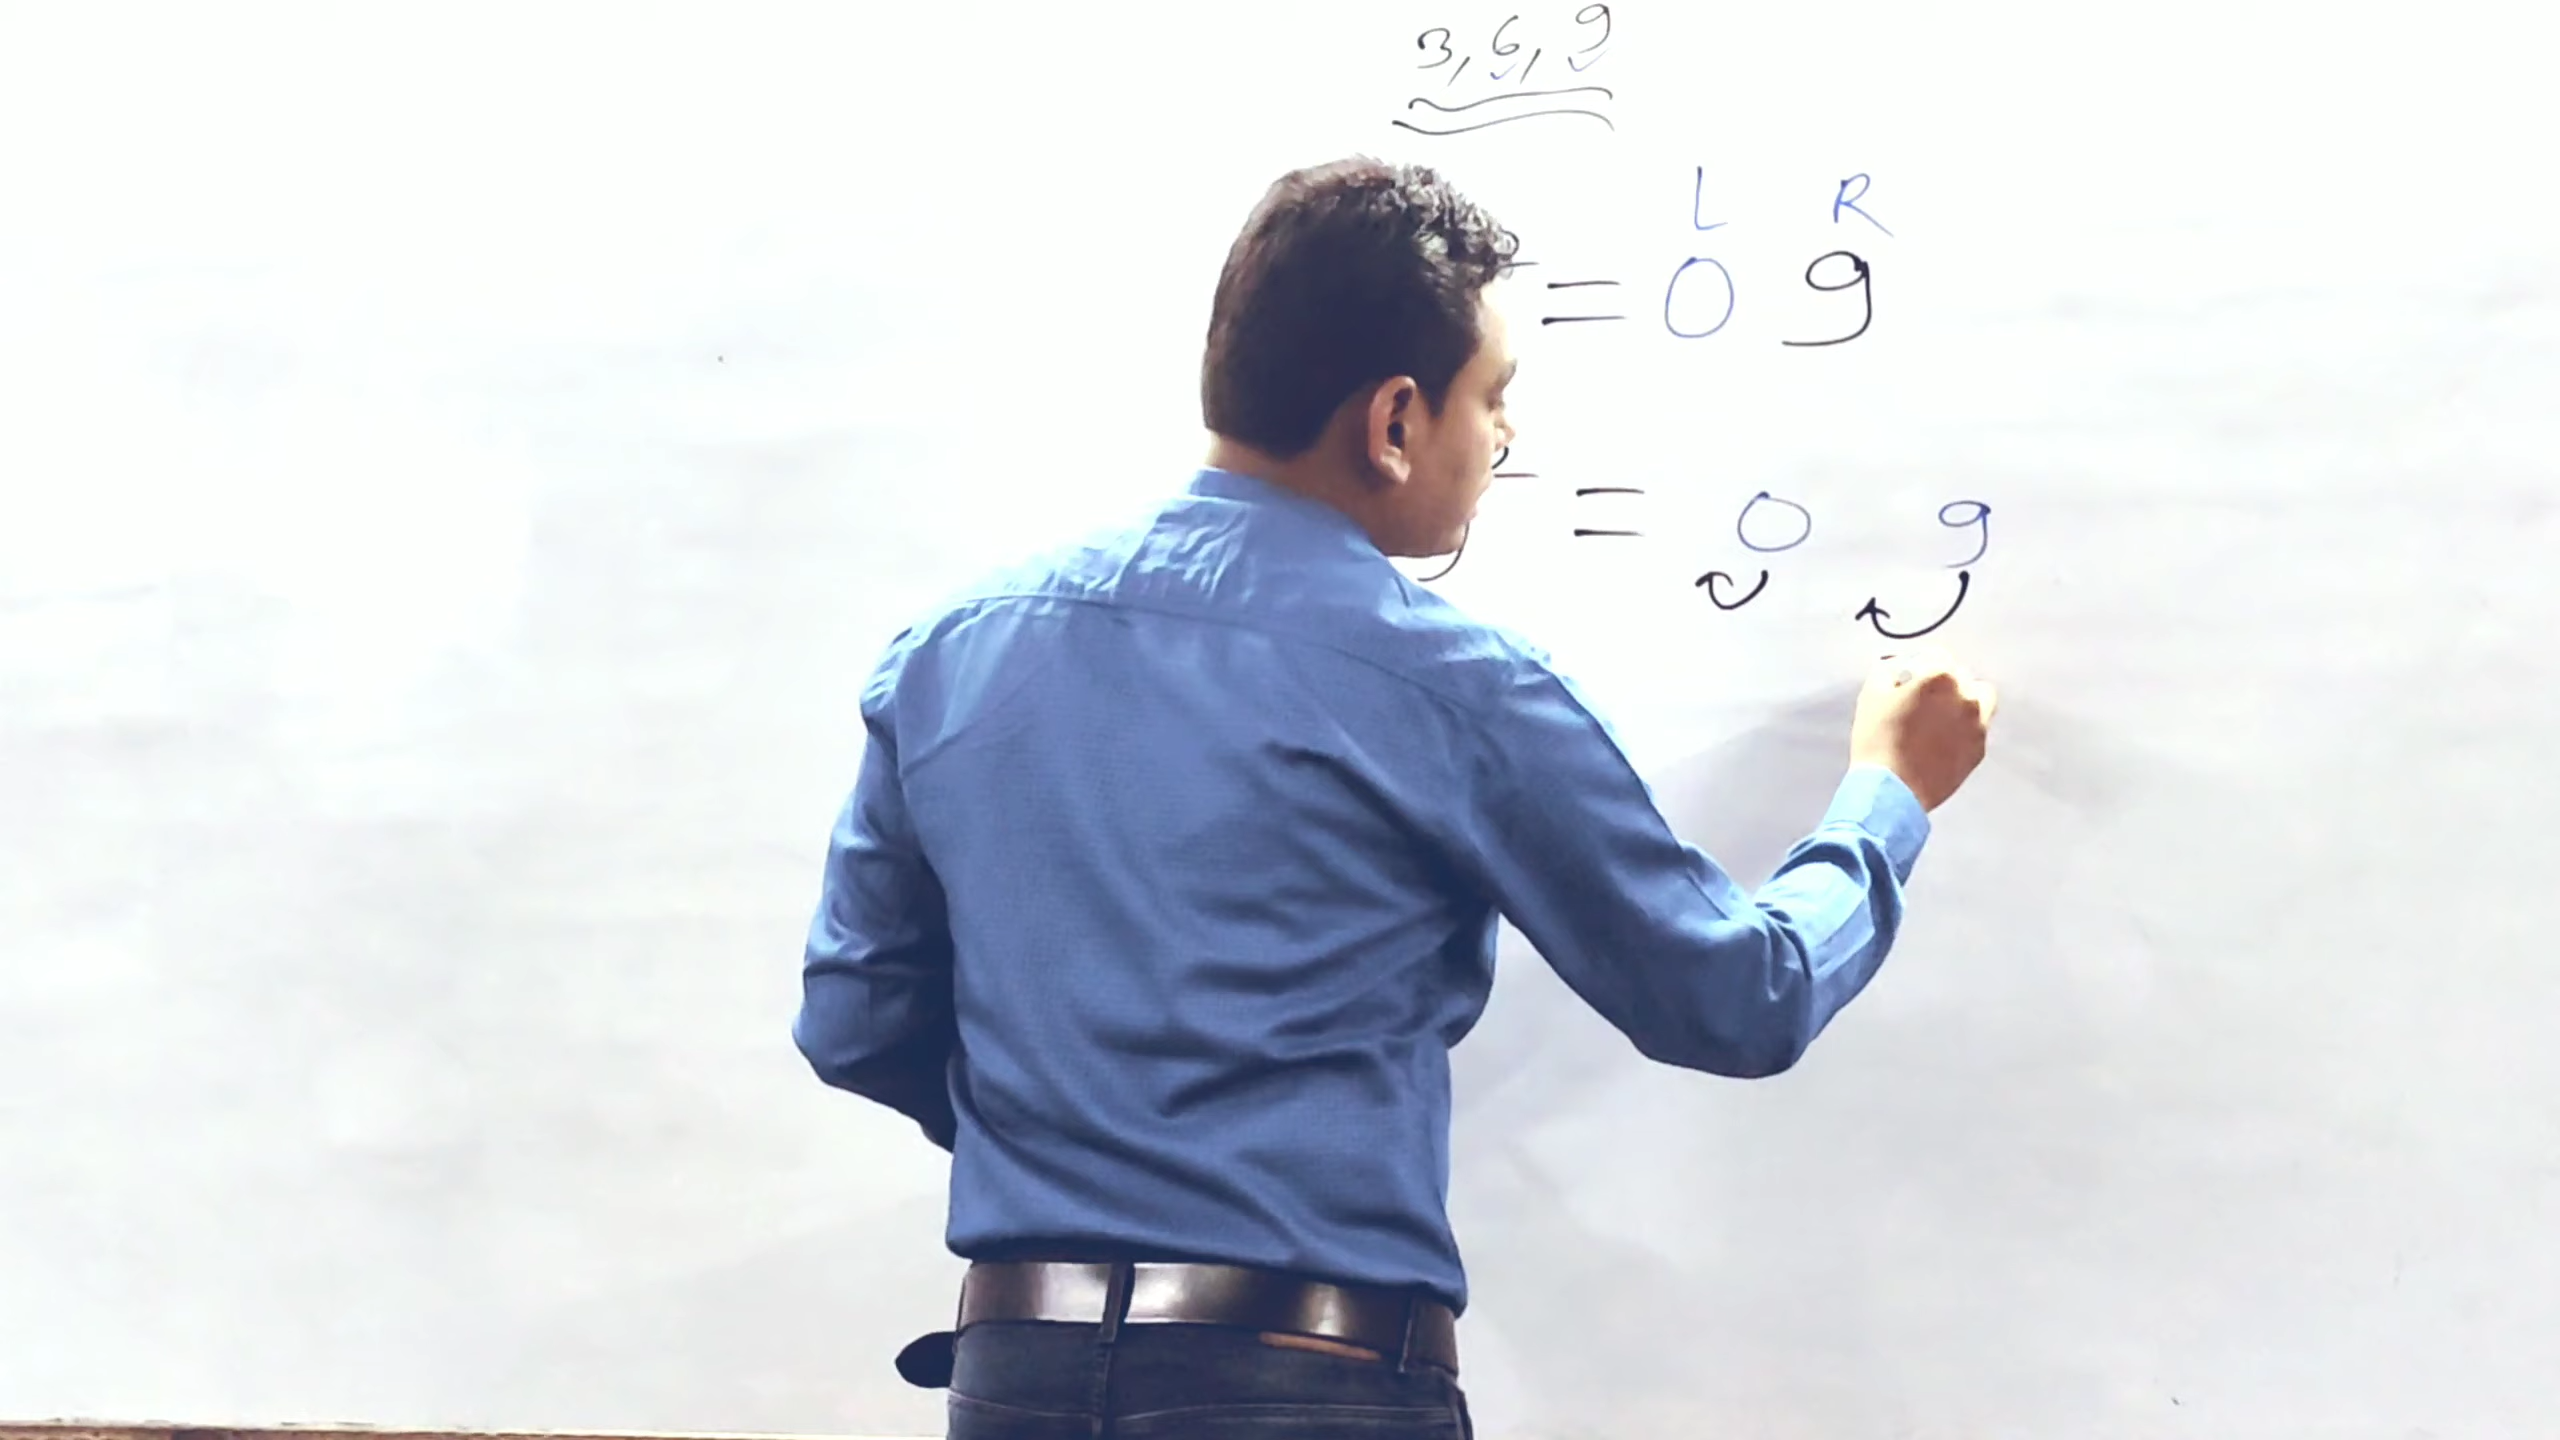 3, 6, 9
L R
= 0 9
= 0 9